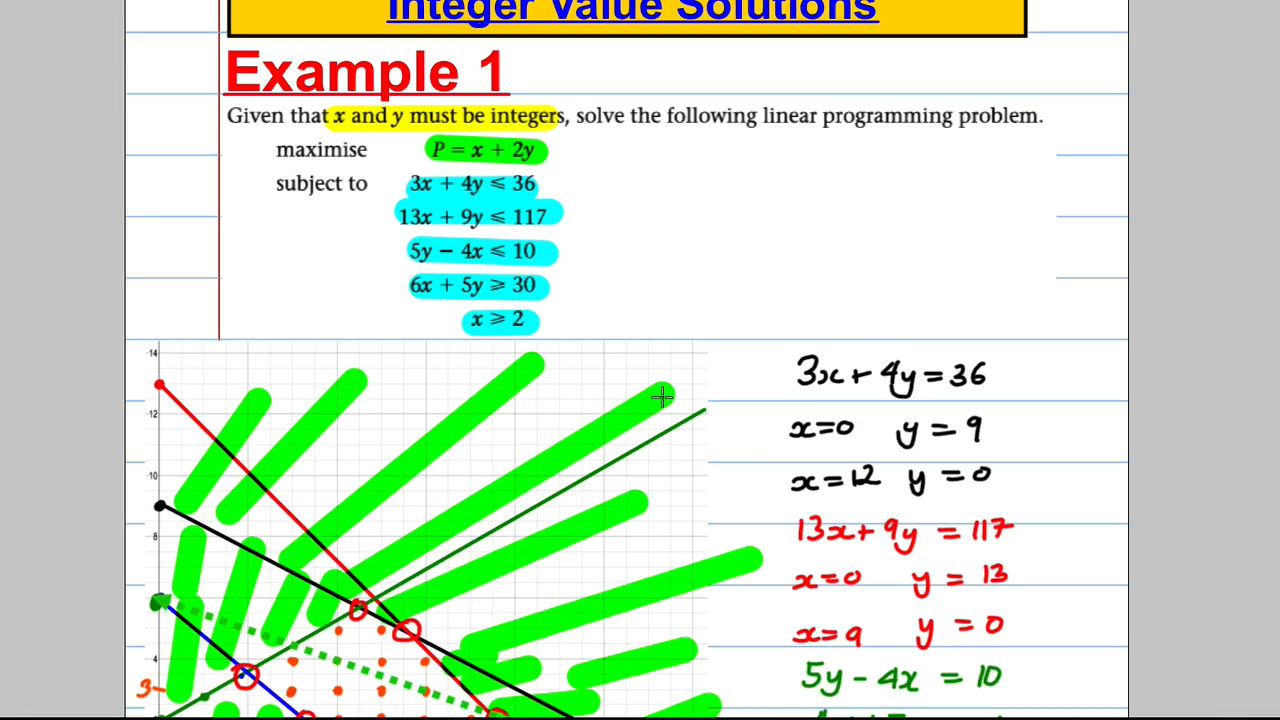 Integer Value Solutions
Example 1
Given that x and y must be integers, solve the following linear programming problem.
maximise P = x + 2y
subject to 3x + 4y ⩽ 36
13x + 9y ⩽ 117
5y − 4x ⩽ 10
6x + 5y ⩾ 30
x ⩾ 2
14
12
10
8
6
4
3
3x + 4y = 36
x=0 y = 9
x=12 y = 0
13x + 9y = 117
x=0 y = 13
x=9 y = 0
5y − 4x = 10